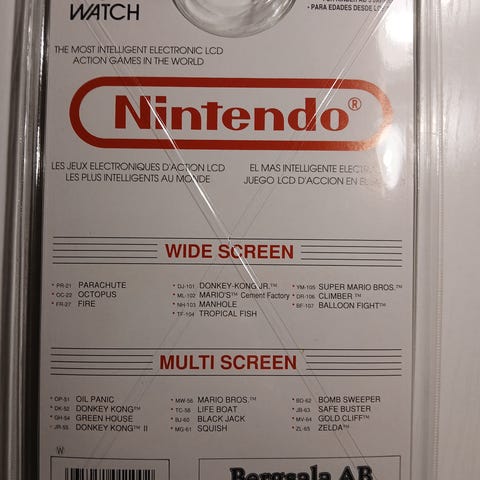 WATCH
• PARA EDADES DESDE LOS
THE MOST INTELLIGENT ELECTRONIC LCD
ACTION GAMES IN THE WORLD
Nintendo®
LES JEUX ELECTRONIQUES D'ACTION LCD
LES PLUS INTELLIGENTS AU MONDE
EL MAS INTELIGENTE
JUEGO LCD D'ACCION EN
WIDE SCREEN
• PR-21 PARACHUTE
• OC-22 OCTOPUS
• FR-27 FIRE
• DJ-101 DONKEY-KONG JR.™
• ML-102 MARIO'S™ Cement Factory
• NH-103 MANHOLE
• TF-104 TROPICAL FISH
• YM-105 SUPER MARIO BROS.™
• DR-106 CLIMBER™
• BF-107 BALLOON FIGHT™
MULTI SCREEN
• OP-51 OIL PANIC
• DK-52 DONKEY KONG™
• GH-54 GREEN HOUSE
• JR-55 DONKEY KONG™ II
• MW-56 MARIO BROS.™
• TC-58 LIFE BOAT
• BJ-60 BLACK JACK
• MG-61 SQUISH
• BD-62 BOMB SWEEPER
• JB-63 SAFE BUSTER
• MV-64 GOLD CLIFF™
• ZL-65 ZELDA™
W
Bergsala AB